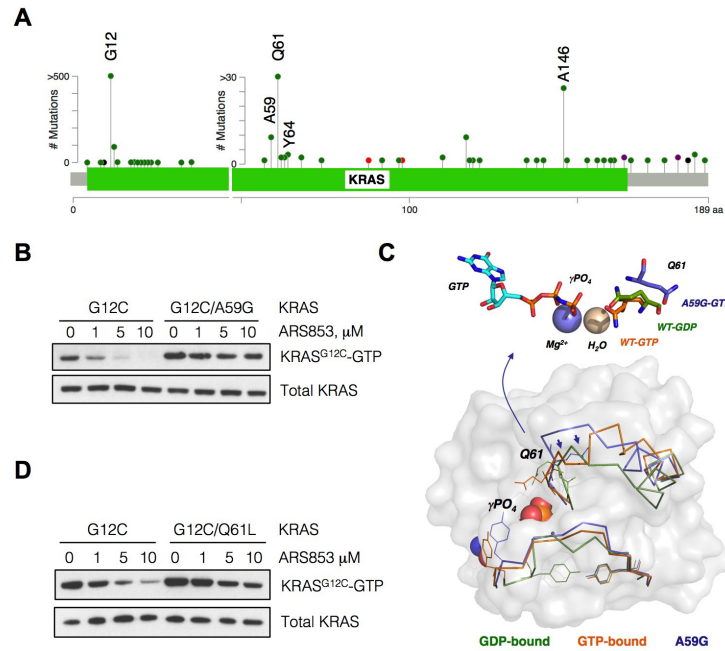 A
G12
Q61
A59
Y64
A146
>500
# Mutations
0
>30
# Mutations
0
KRAS
0
100
189 aa
B
G12C G12C/A59G KRAS
0 1 5 10 0 1 5 10 ARS853, µM
KRASG12C-GTP
Total KRAS
C
GTP
γPO4
Q61
A59G-GT
WT-GDP
WT-GTP
Mg2+
H2O
Q61
γPO4
GDP-bound GTP-bound A59G
D
G12C G12C/Q61L KRAS
0 1 5 10 0 1 5 10 ARS853 µM
KRASG12C-GTP
Total KRAS